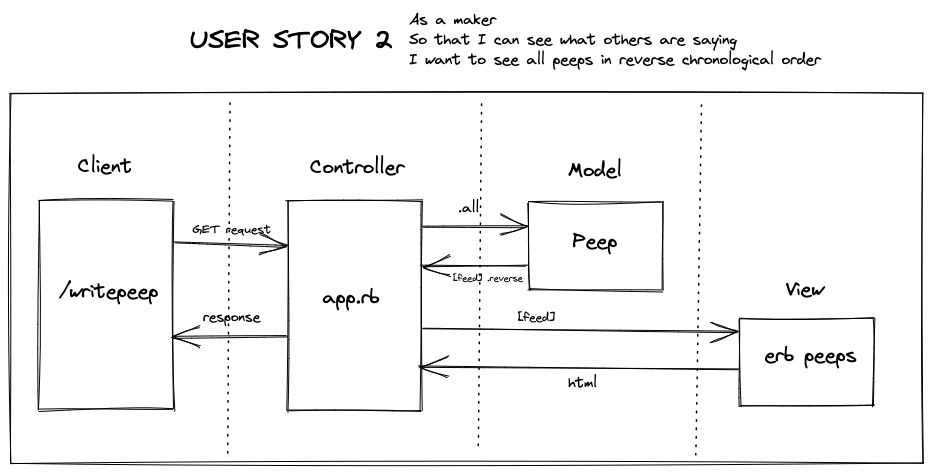 As a maker
USER STORY 2
So that I can see what others are saying
I want to see all peeps in reverse chronological order
Client
Controller
Model
.all
GET request
Peep
[feed] .reverse
/writepeep
app.rb
View
response
[feed]
erb peeps
html